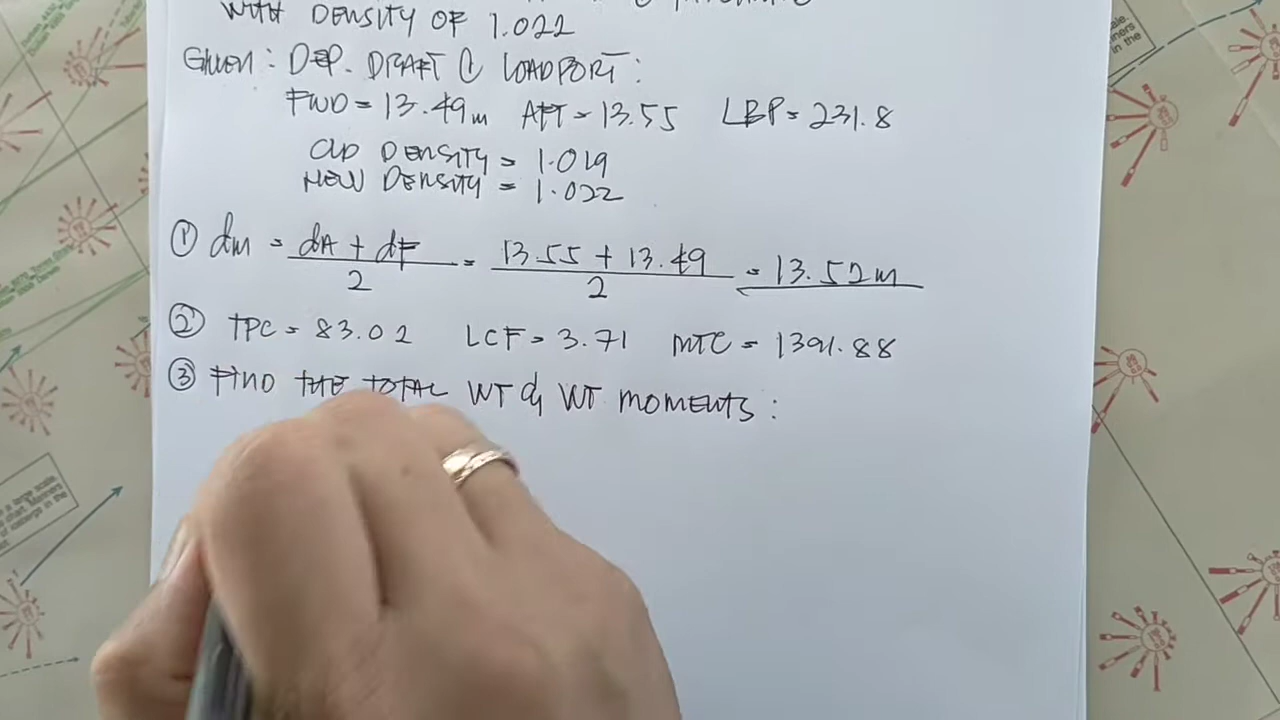 WITH DENSITY OF 1.022
GIVEN: DEP. DRAFT @ LOADPORT:
FWD = 13.49m AFT = 13.55 LBP = 231.8
OLD DENSITY = 1.019
NEW DENSITY = 1.022
① dm = dA + dF / 2 = 13.55 + 13.49 / 2 = 13.52m
② TPC = 83.02 LCF = 3.71 MTC = 1391.88
③ FIND THE TOTAL WT & WT MOMENTS: